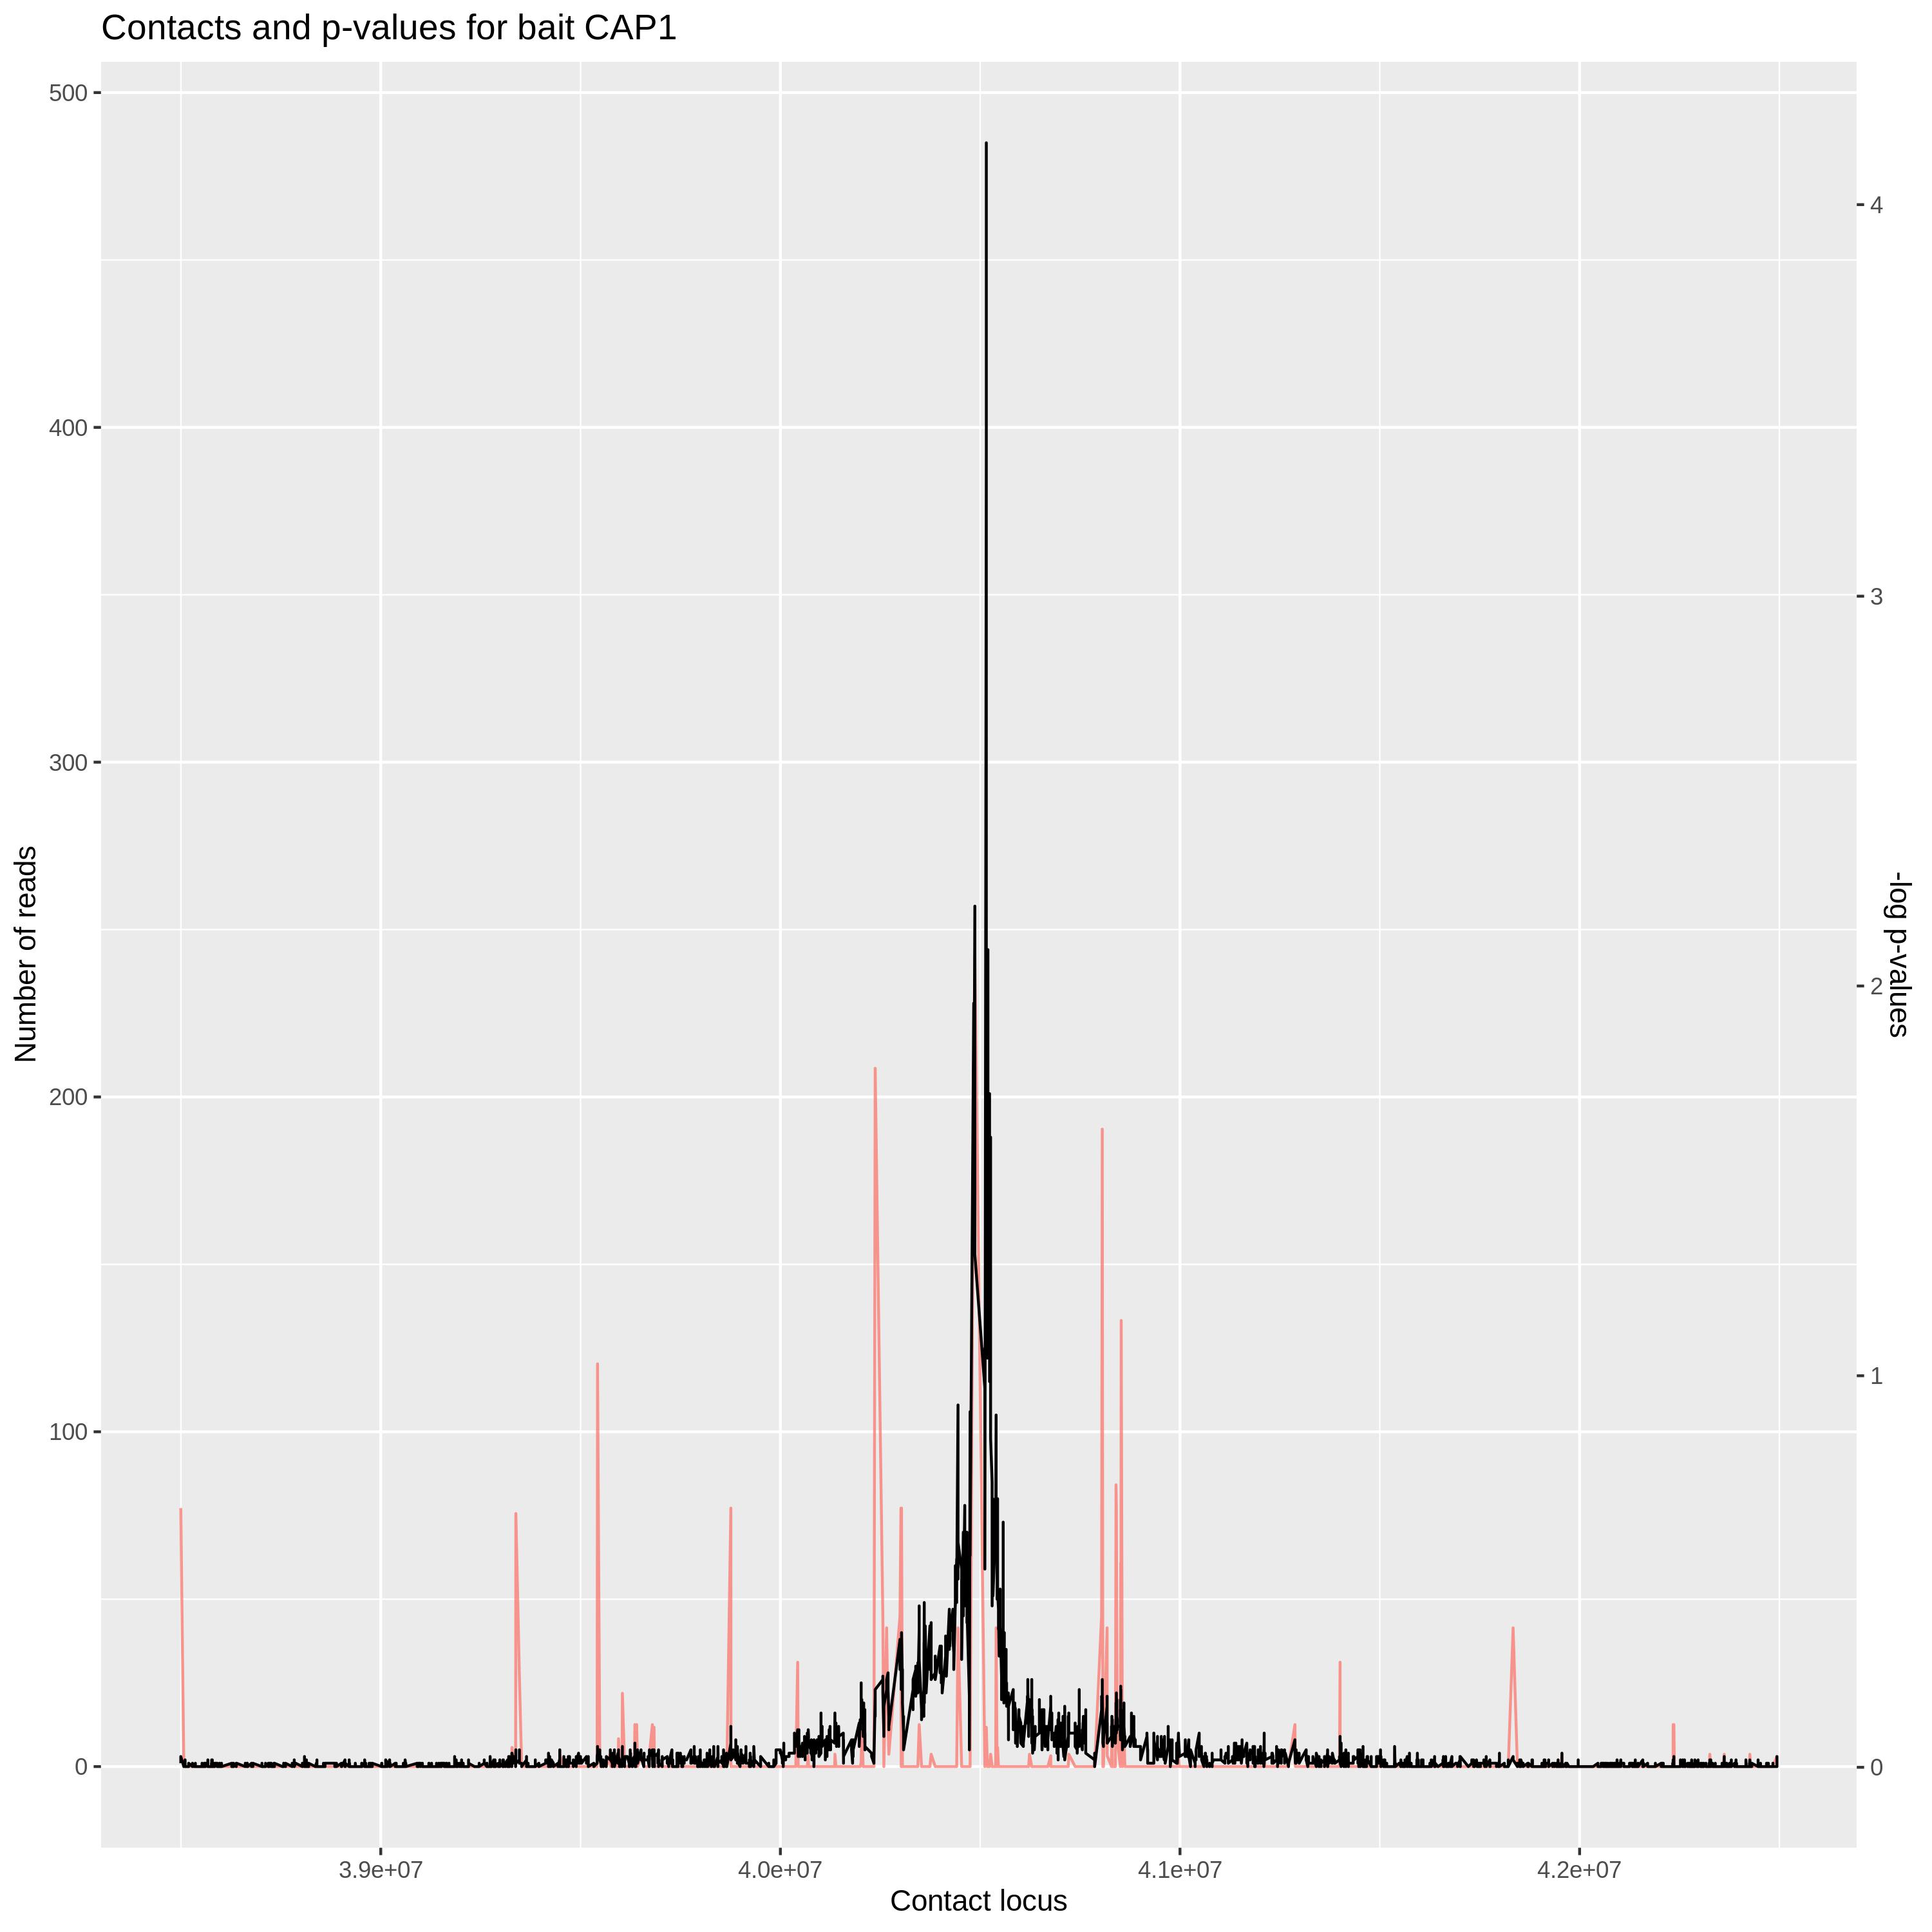 Contacts and p-values for bait CAP1
500
400
300
200
100
0
Number of reads
4
3
2
1
0
-log p-values
3.9e+07 4.0e+07 4.1e+07 4.2e+07
Contact locus